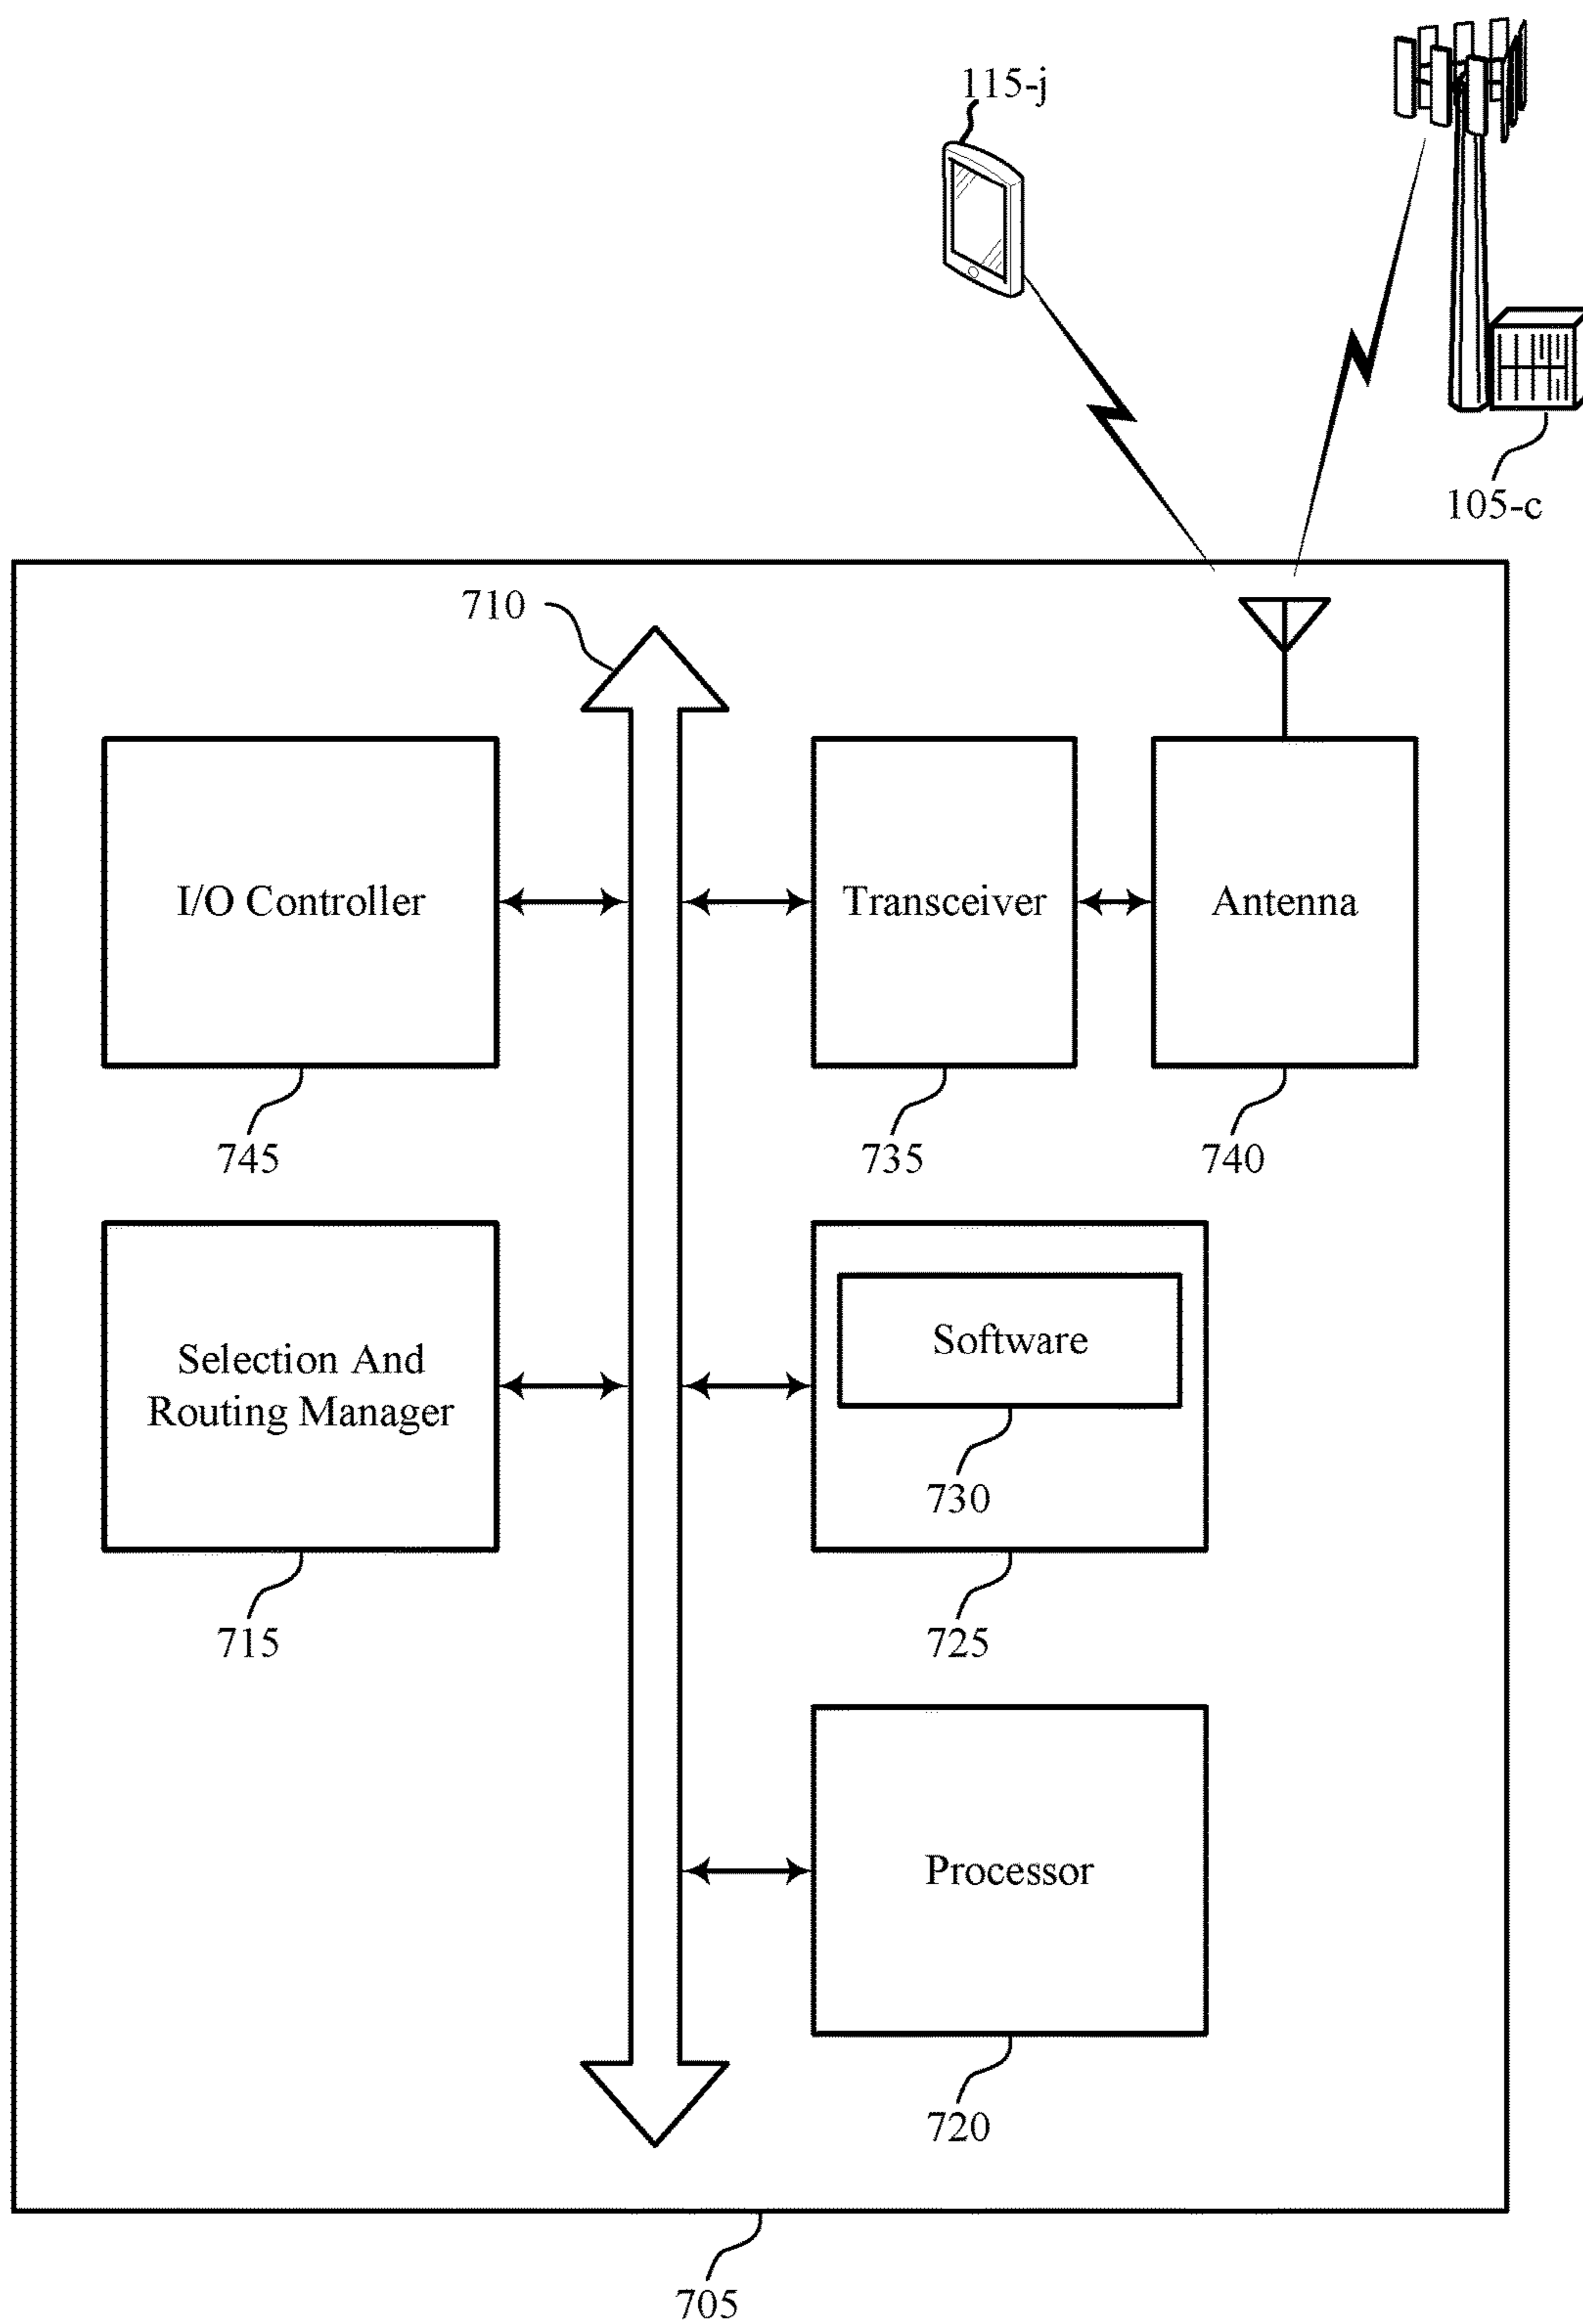 115-j
105-c
710
I/O Controller
Transceiver
Antenna
745
735
740
Selection And
Routing Manager
Software
730
715
725
Processor
720
705